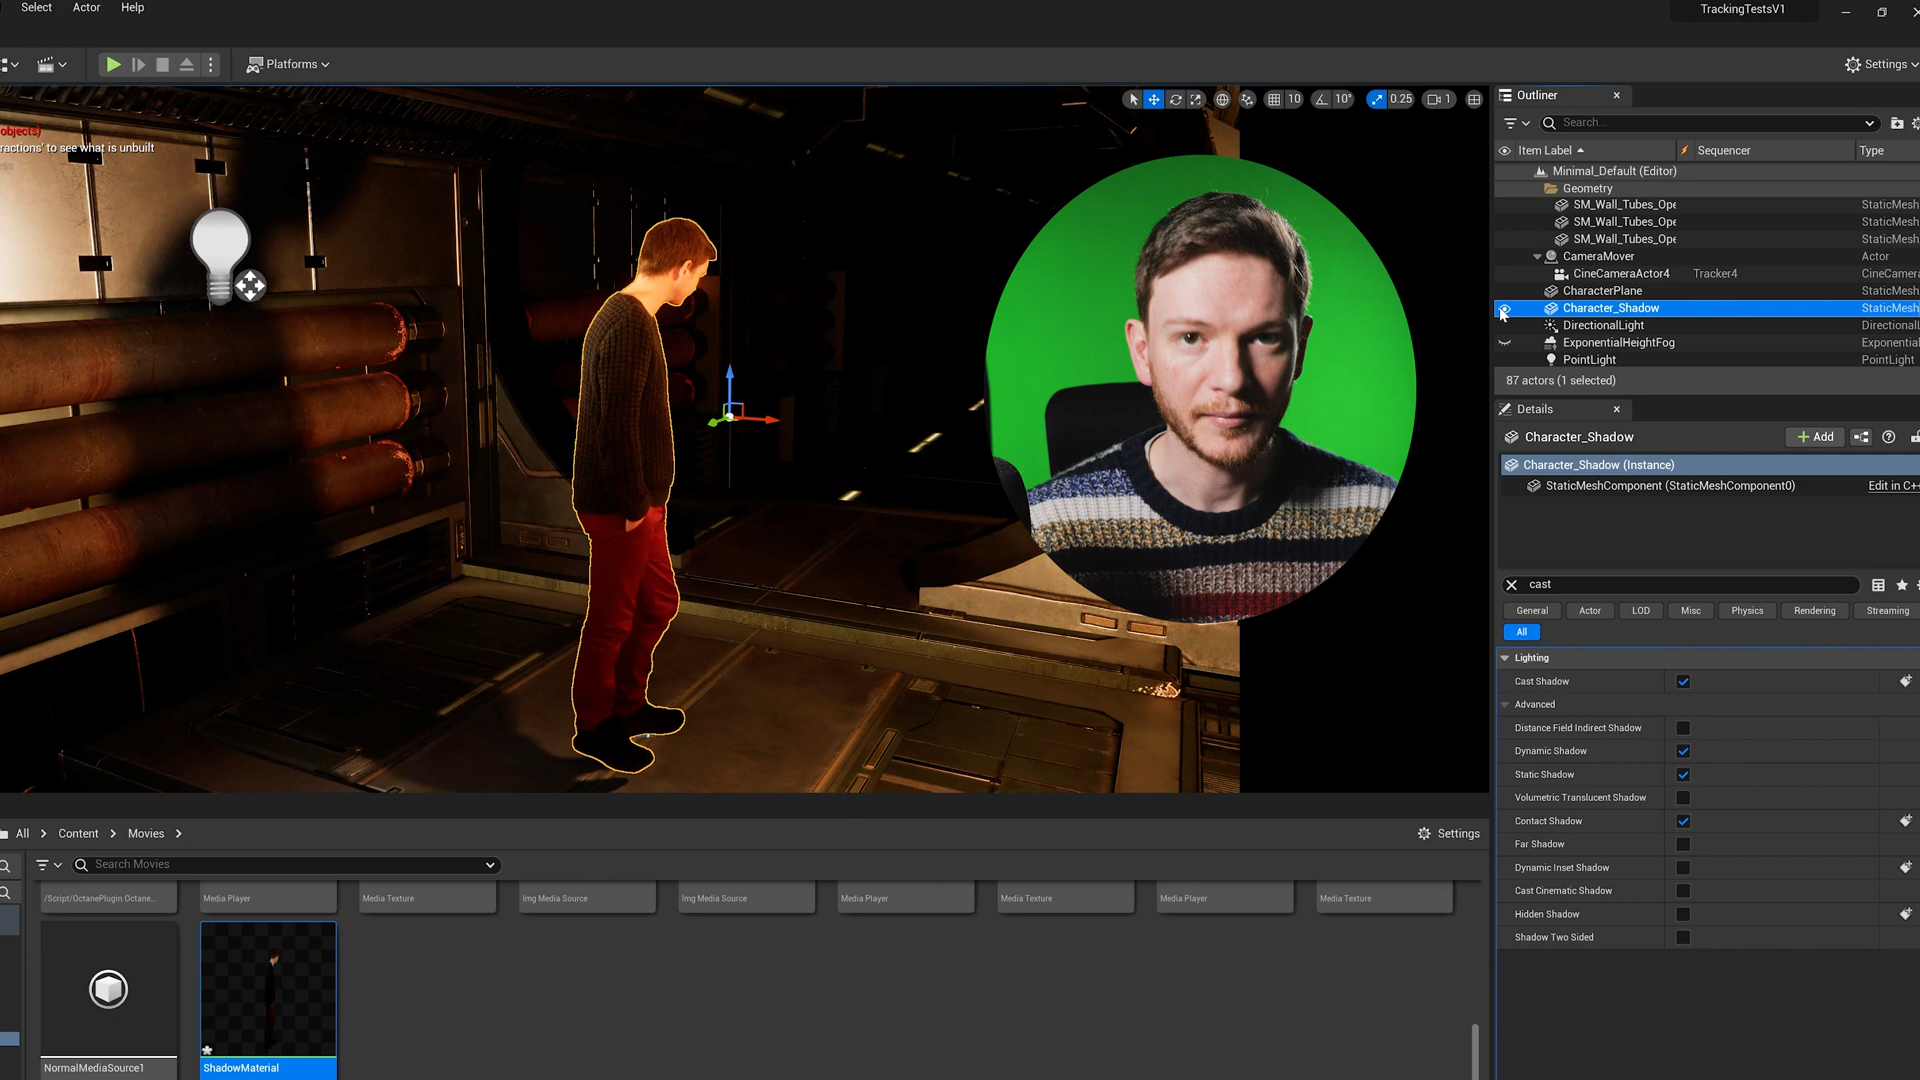 Select Actor Help
TrackingTestsV1
Platforms
Settings
objects)
ractions' to see what is unbuilt
10
10°
0.25
1
Outliner
Search...
Item Label Sequencer Type
Minimal_Default (Editor)
Geometry
SM_Wall_Tubes_Ope StaticMesh
SM_Wall_Tubes_Ope StaticMesh
SM_Wall_Tubes_Ope StaticMesh
CameraMover Actor
CineCameraActor4 Tracker4 CineCamera
CharacterPlane StaticMesh
Character_Shadow StaticMesh
DirectionalLight DirectionalL
ExponentialHeightFog Exponential
PointLight PointLight
87 actors (1 selected)
Details
Character_Shadow
Add
Character_Shadow (Instance)
StaticMeshComponent (StaticMeshComponent0) Edit in C++
cast
General Actor LOD Misc Physics Rendering Streaming
All
Lighting
Cast Shadow
Advanced
Distance Field Indirect Shadow
Dynamic Shadow
Static Shadow
Volumetric Translucent Shadow
Contact Shadow
Far Shadow
Dynamic Inset Shadow
Cast Cinematic Shadow
Hidden Shadow
Shadow Two Sided
All Content Movies
Settings
Search Movies
/Script/OctanePlugin.Octane... Media Player Media Texture Img Media Source Img Media Source Media Player Media Texture Media Player Media Texture
NormalMediaSource1 ShadowMaterial